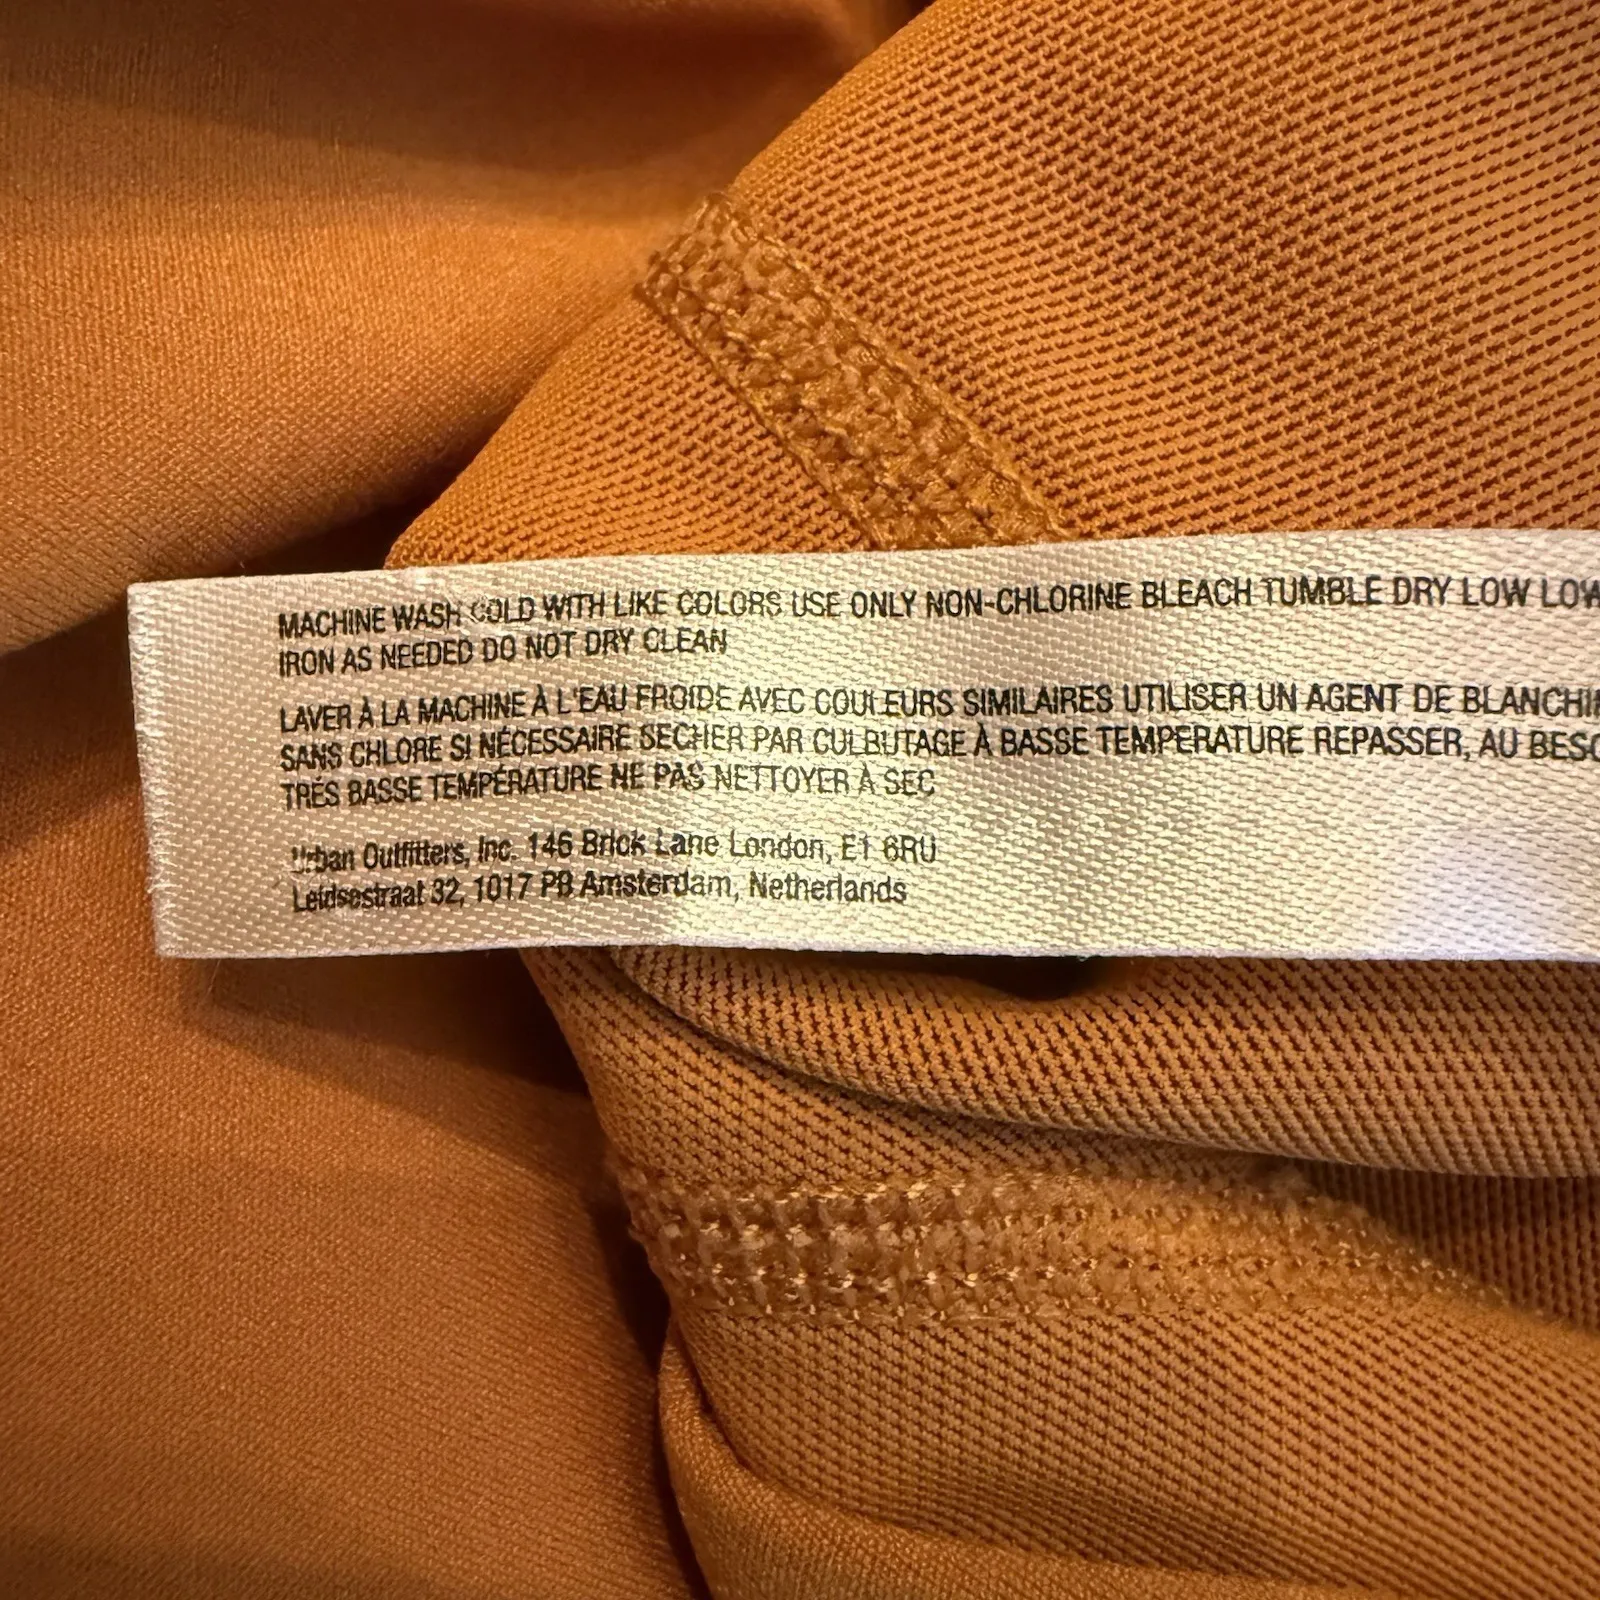 MACHINE WASH COLD WITH LIKE COLORS USE ONLY NON-CHLORINE BLEACH TUMBLE DRY LOW LOW
IRON AS NEEDED DO NOT DRY CLEAN
LAVER À LA MACHINE À L'EAU FROIDE AVEC COULEURS SIMILAIRES UTILISER UN AGENT DE
SANS CHLORE SI NÉCESSAIRE SECHER PAR CULBUTAGE À BASSE TEMPERATURE REPASSER, AU
TRÉS BASSE TEMPÉRATURE NE PAS NETTOYER À SEC
Urban Outfitters, Inc. 146 Brick Lane London, E1 6RU
Leidsestraat 32, 1017 PB Amsterdam, Netherlands